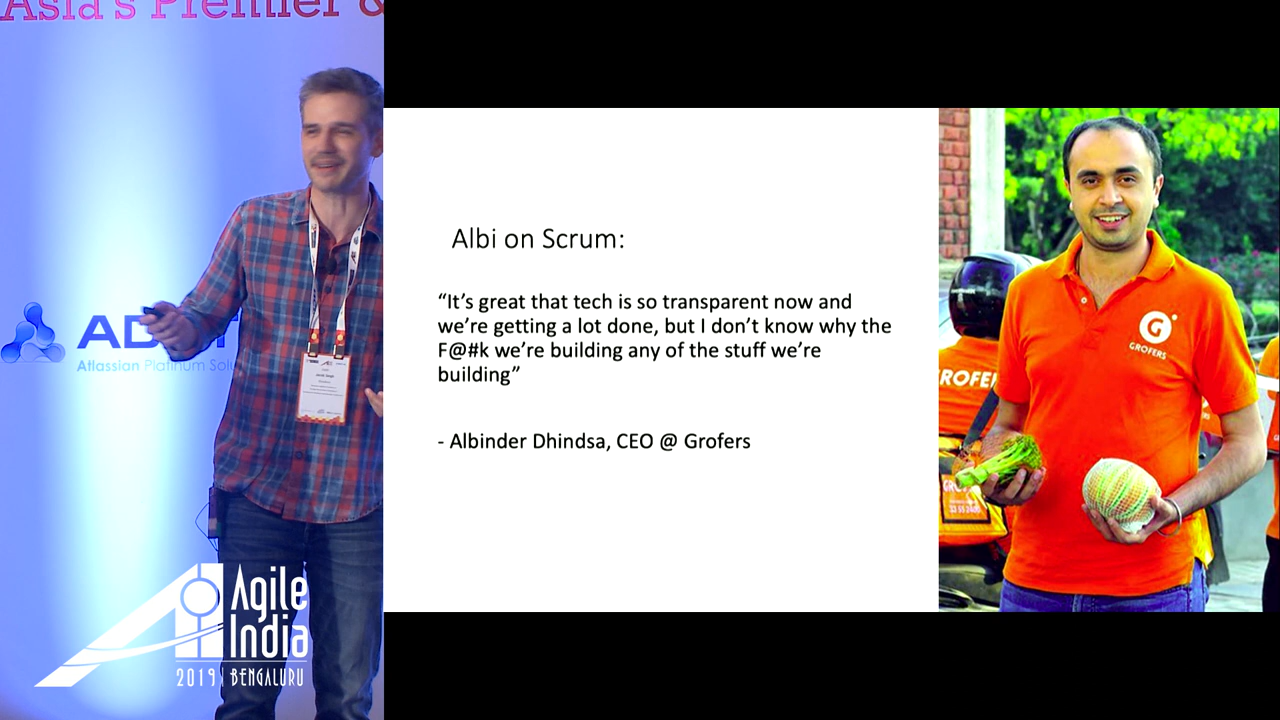 Asia's Premier &
AD
Atlassian Platinum Solu
Agile
India
2019 | BENGALURU
Albi on Scrum:
“It’s great that tech is so transparent now and
we’re getting a lot done, but I don’t know why the
F@#k we’re building any of the stuff we’re
building”
- Albinder Dhindsa, CEO @ Grofers
G
GROFERS
ROFER